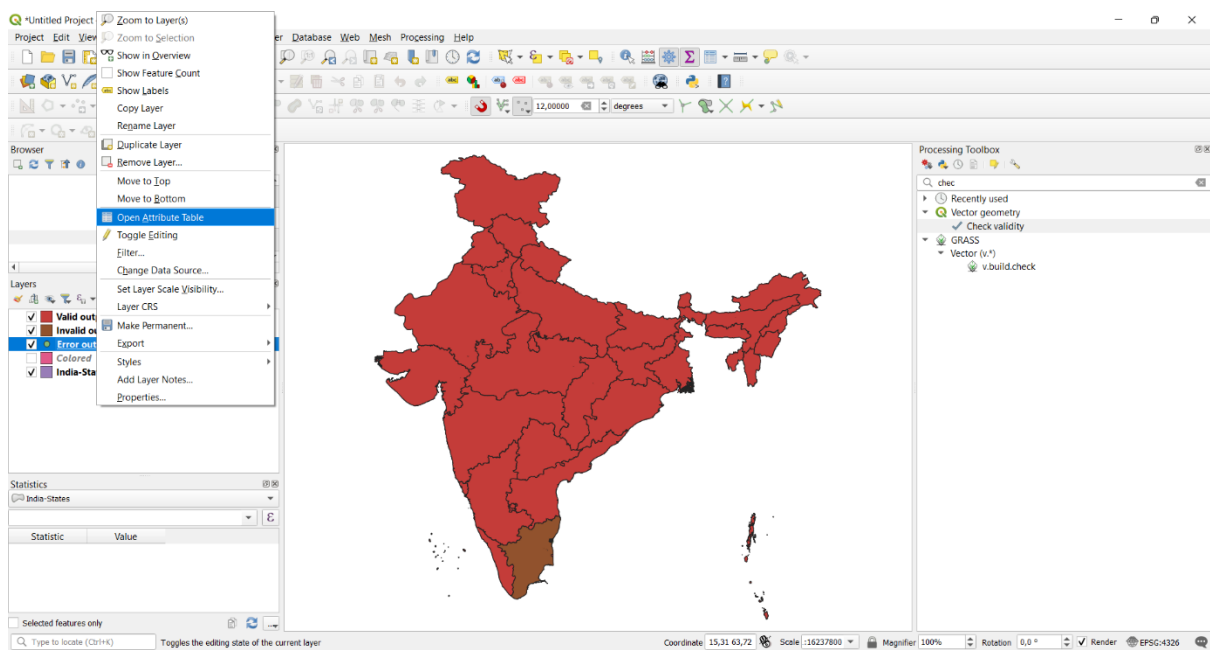 *Untitled Project
Project Edit View er Database Web Mesh Processing Help
Zoom to Layer(s)
Zoom to Selection
Show in Overview
Show Feature Count
Show Labels
Copy Layer
Rename Layer
Duplicate Layer
Remove Layer...
Move to Top
Move to Bottom
Open Attribute Table
Toggle Editing
Filter...
Change Data Source...
Set Layer Scale Visibility...
Layer CRS
Make Permanent...
Export
Styles
Add Layer Notes...
Properties...
12,00000 degrees
Browser
Layers
Valid out
Invalid ou
Error out
Colored
India-Sta
Statistics
India-States
ε
Statistic Value
Selected features only
Processing Toolbox
chec
Recently used
Vector geometry
Check validity
GRASS
Vector (v.*)
v.build.check
Type to locate (Ctrl+K) Toggles the editing state of the current layer Coordinate 15,31 63,72 Scale :16237800 Magnifier 100% Rotation 0,0 ° Render EPSG:4326